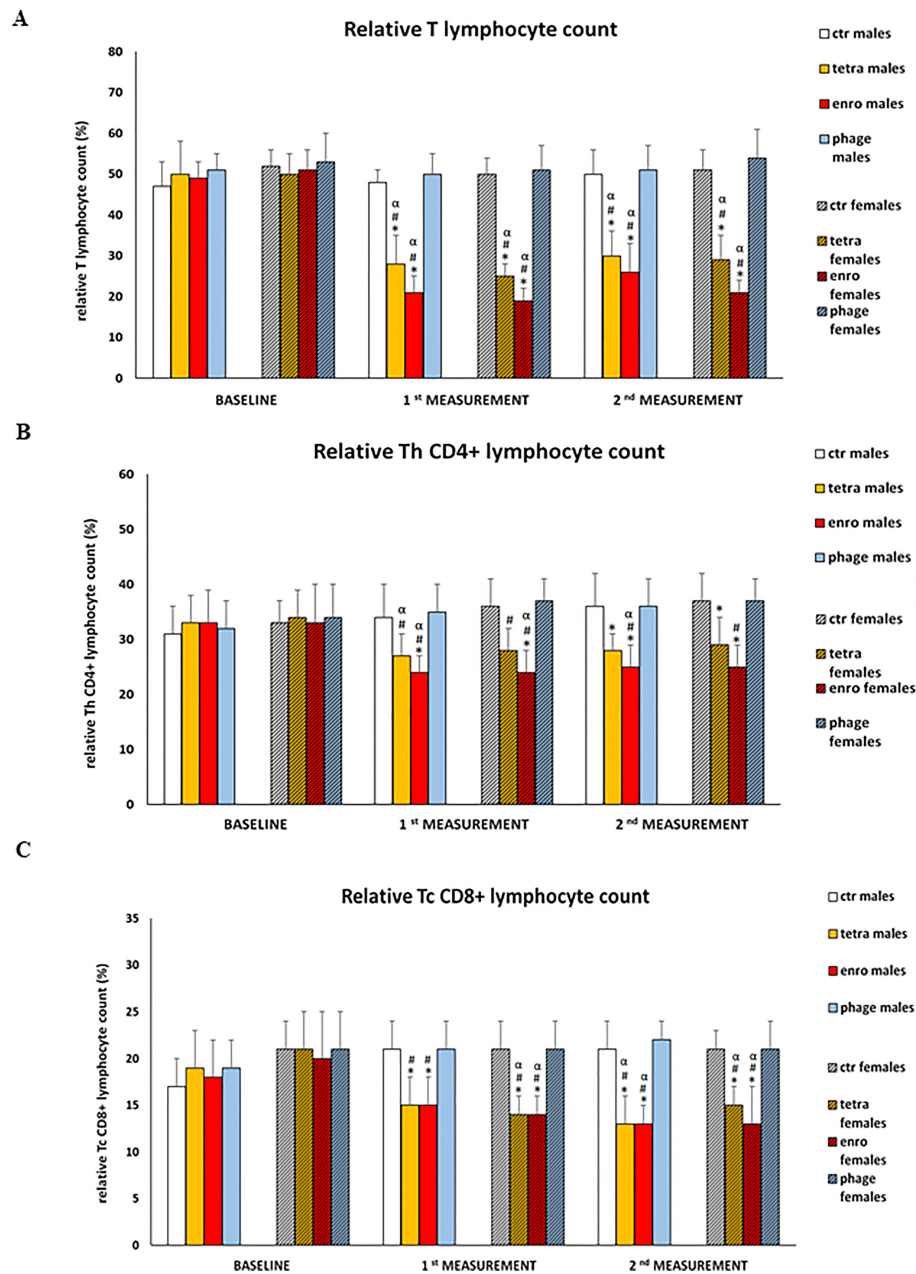 A
Relative T lymphocyte count
relative T lymphocyte count (%)
80
70
60
50
40
30
20
10
0
α
#
*
α
#
*
α
#
*
α
#
*
α
#
*
α
#
*
α
#
*
α
#
*
BASELINE
1 st MEASUREMENT
2 nd MEASUREMENT
ctr males
tetra males
enro males
phage
males
ctr females
tetra
females
enro
females
phage
females
B
Relative Th CD4+ lymphocyte count
relative Th CD4+ lymphocyte count (%)
60
50
40
30
20
10
0
α
#
α
#
*
#
α
#
*
*
α
#
*
*
#
*
BASELINE
1 st MEASUREMENT
2 nd MEASUREMENT
ctr males
tetra males
enro males
phage males
ctr females
tetra
females
enro females
phage
females
C
Relative Tc CD8+ lymphocyte count
relative Tc CD8+ lymphocyte count (%)
35
30
25
20
15
10
5
0
#
*
#
*
α
#
*
α
#
*
α
#
*
α
#
*
α
#
*
α
#
*
BASELINE
1 st MEASUREMENT
2 nd MEASUREMENT
ctr males
tetra males
enro males
phage males
ctr females
tetra
females
enro
females
phage
females